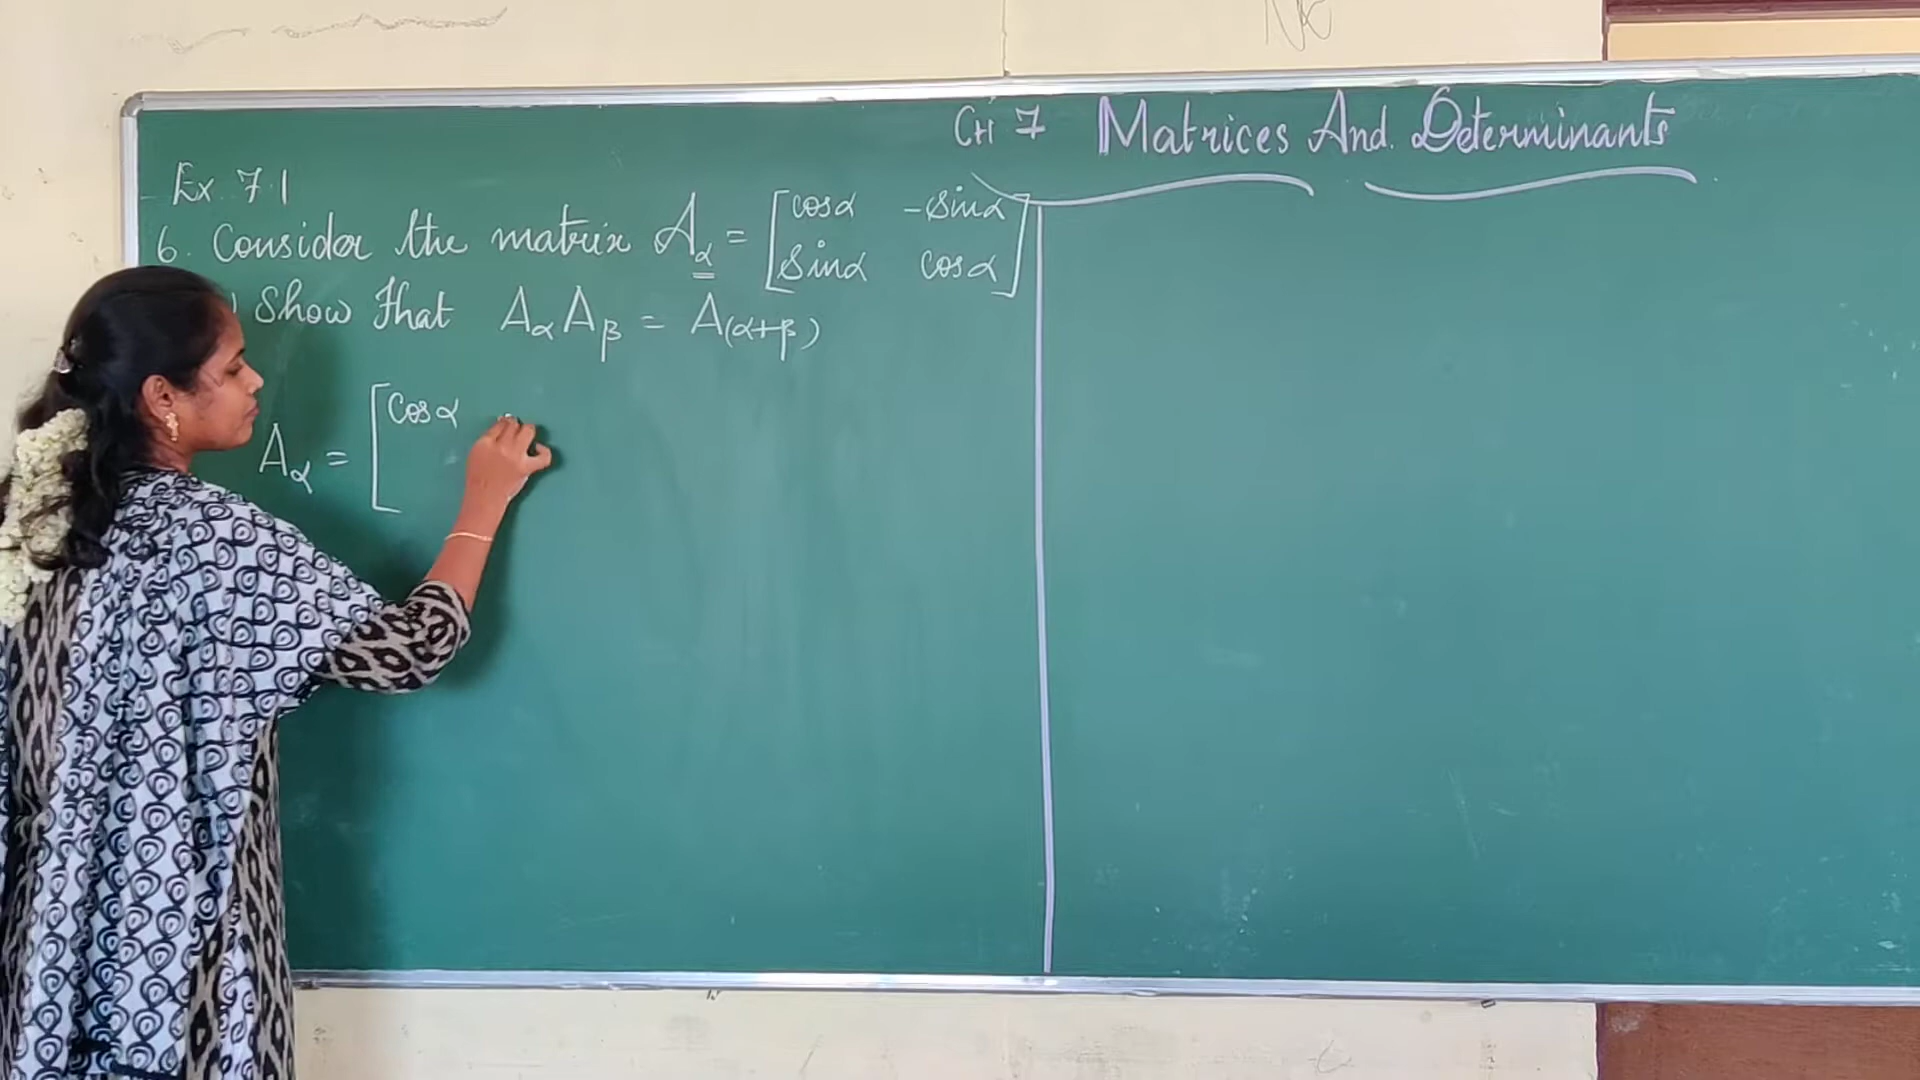 CH 7 Matrices And Determinants
Ex. 7.1
6. Consider the matrix Aα = [cosα -sinα
sinα cosα]
) Show that AαAβ = A(α+β)
Aα = [cosα